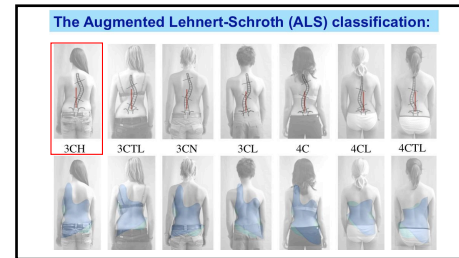 The Augmented Lehnert-Schroth (ALS) classification:
3CH 3CTL 3CN 3CL 4C 4CL 4CTL